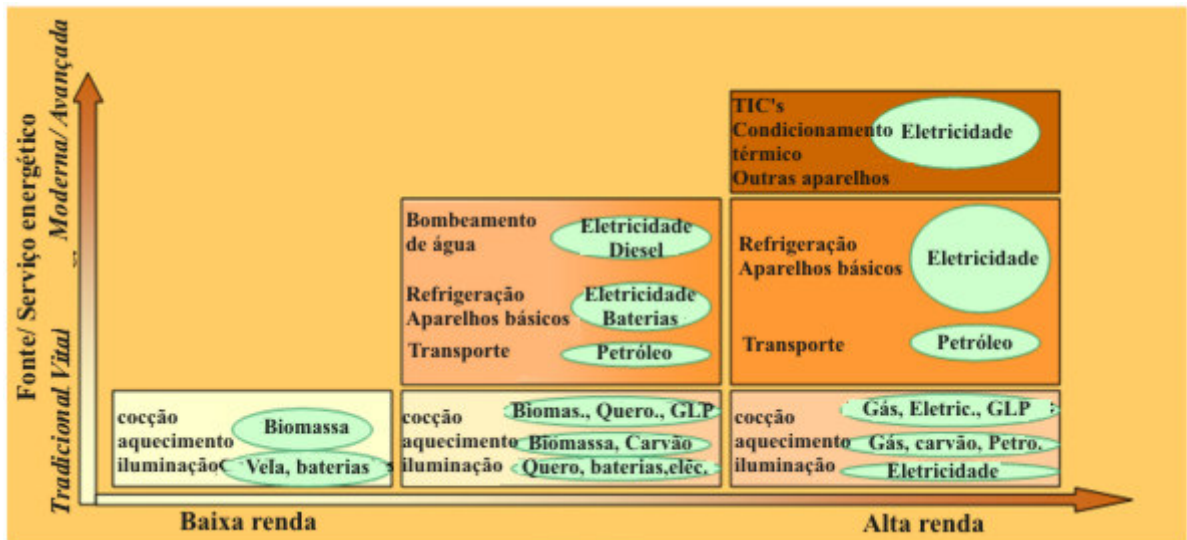 Fonte/ Serviço energético
Tradicional Vital
Moderna/ Avançada
TIC's
Condicionamento
térmico
Outras aparelhos
Eletricidade
Bombeamento
de água
Eletricidade
Diesel
Refrigeração
Aparelhos básicos
Eletricidade
Baterias
Transporte
Petróleo
Refrigeração
Aparelhos básicos
Eletricidade
Transporte
Petróleo
cocção
aquecimento
iluminação
Biomassa
Vela, baterias
cocção
aquecimento
iluminação
Biomas., Quero., GLP
Biomassa, Carvão
Quero, baterias,eléc.
cocção
aquecimento
iluminação
Gás, Eletric., GLP
Gás, carvão, Petro.
Eletricidade
Baixa renda
Alta renda